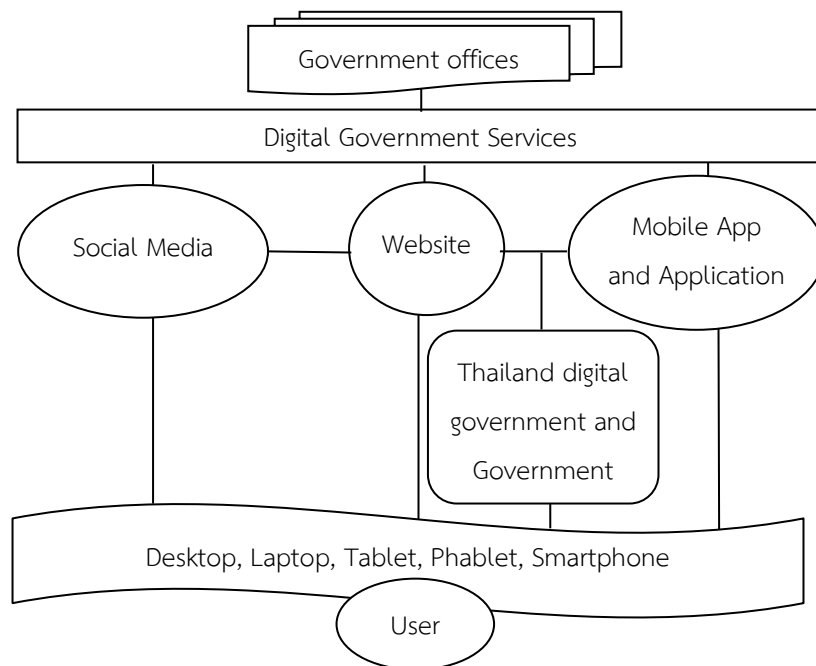 Government offices
Digital Government Services
Social Media
Website
Mobile App
and Application
Thailand digital
government and
Government
Desktop, Laptop, Tablet, Phablet, Smartphone
User